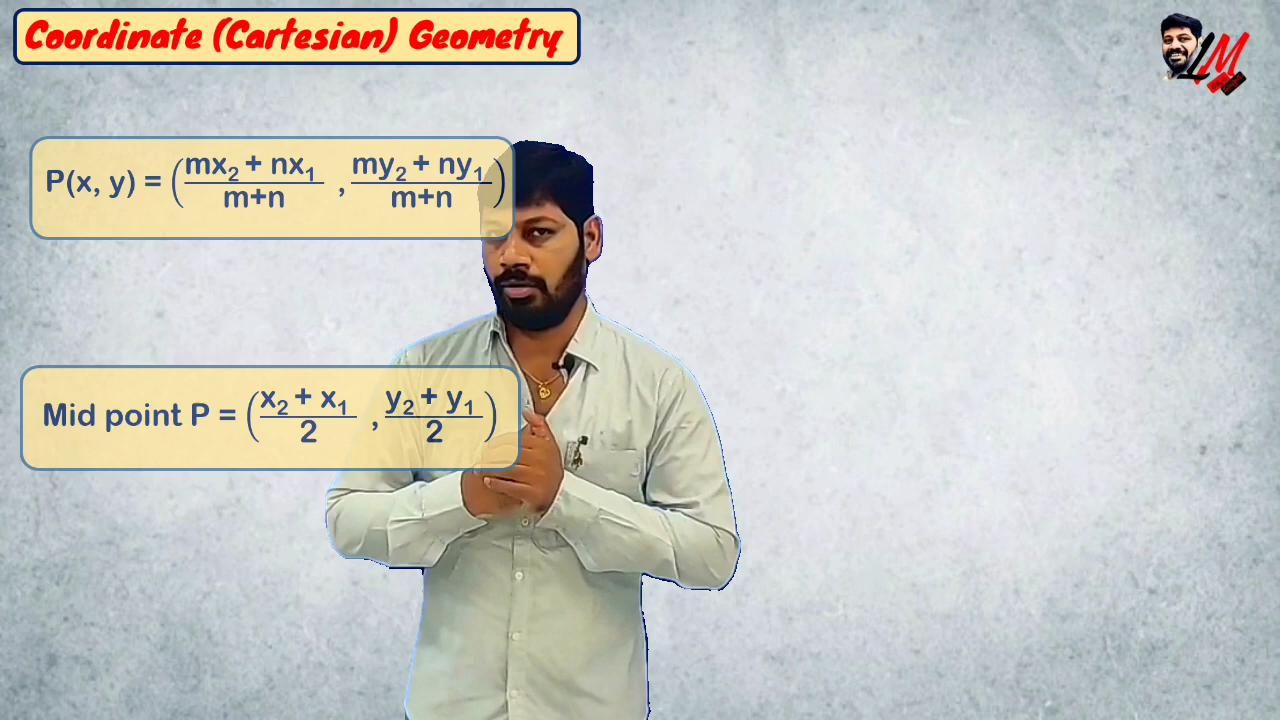 Coordinate (Cartesian) Geometry
LM
P(x, y) = (mx₂ + nx₁ / m+n , my₂ + ny₁ / m+n)
Mid point P = (x₂ + x₁ / 2 , y₂ + y₁ / 2)